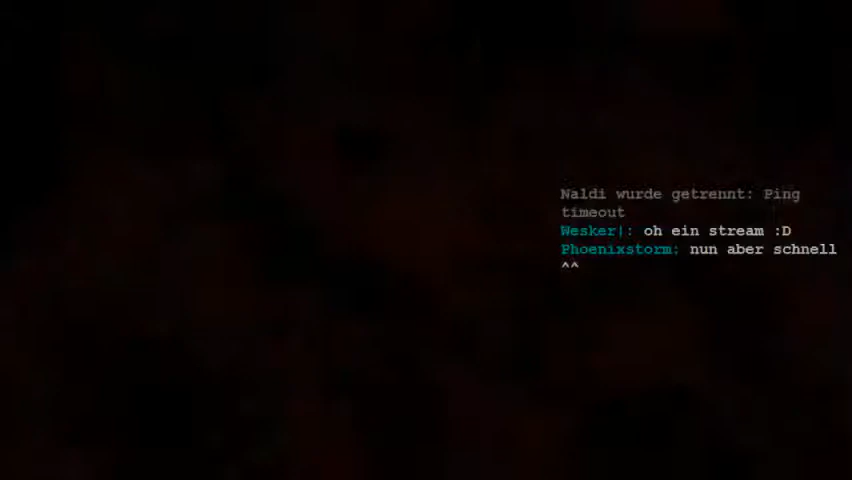 Naldi wurde getrennt: Ping
timeout
Wesker|: oh ein stream :D
Phoenixstorm: nun aber schnell
^^